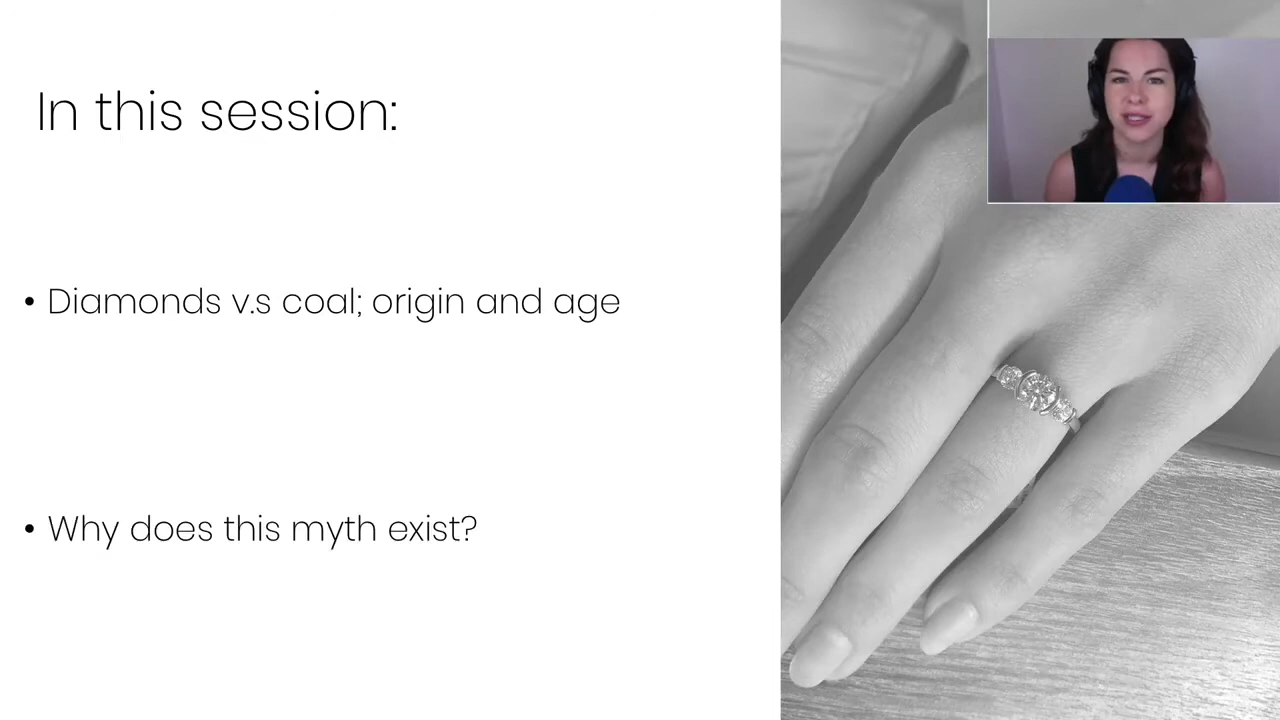 In this session:
• Diamonds v.s coal; origin and age
• Why does this myth exist?